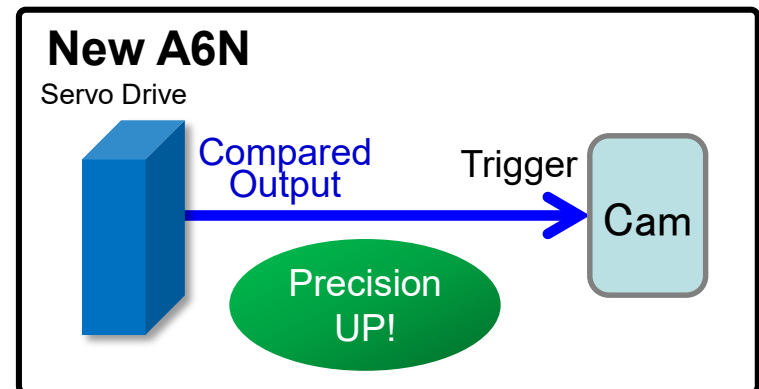 New A6N
Servo Drive
Compared
Output
Trigger
Cam
Precision
UP!